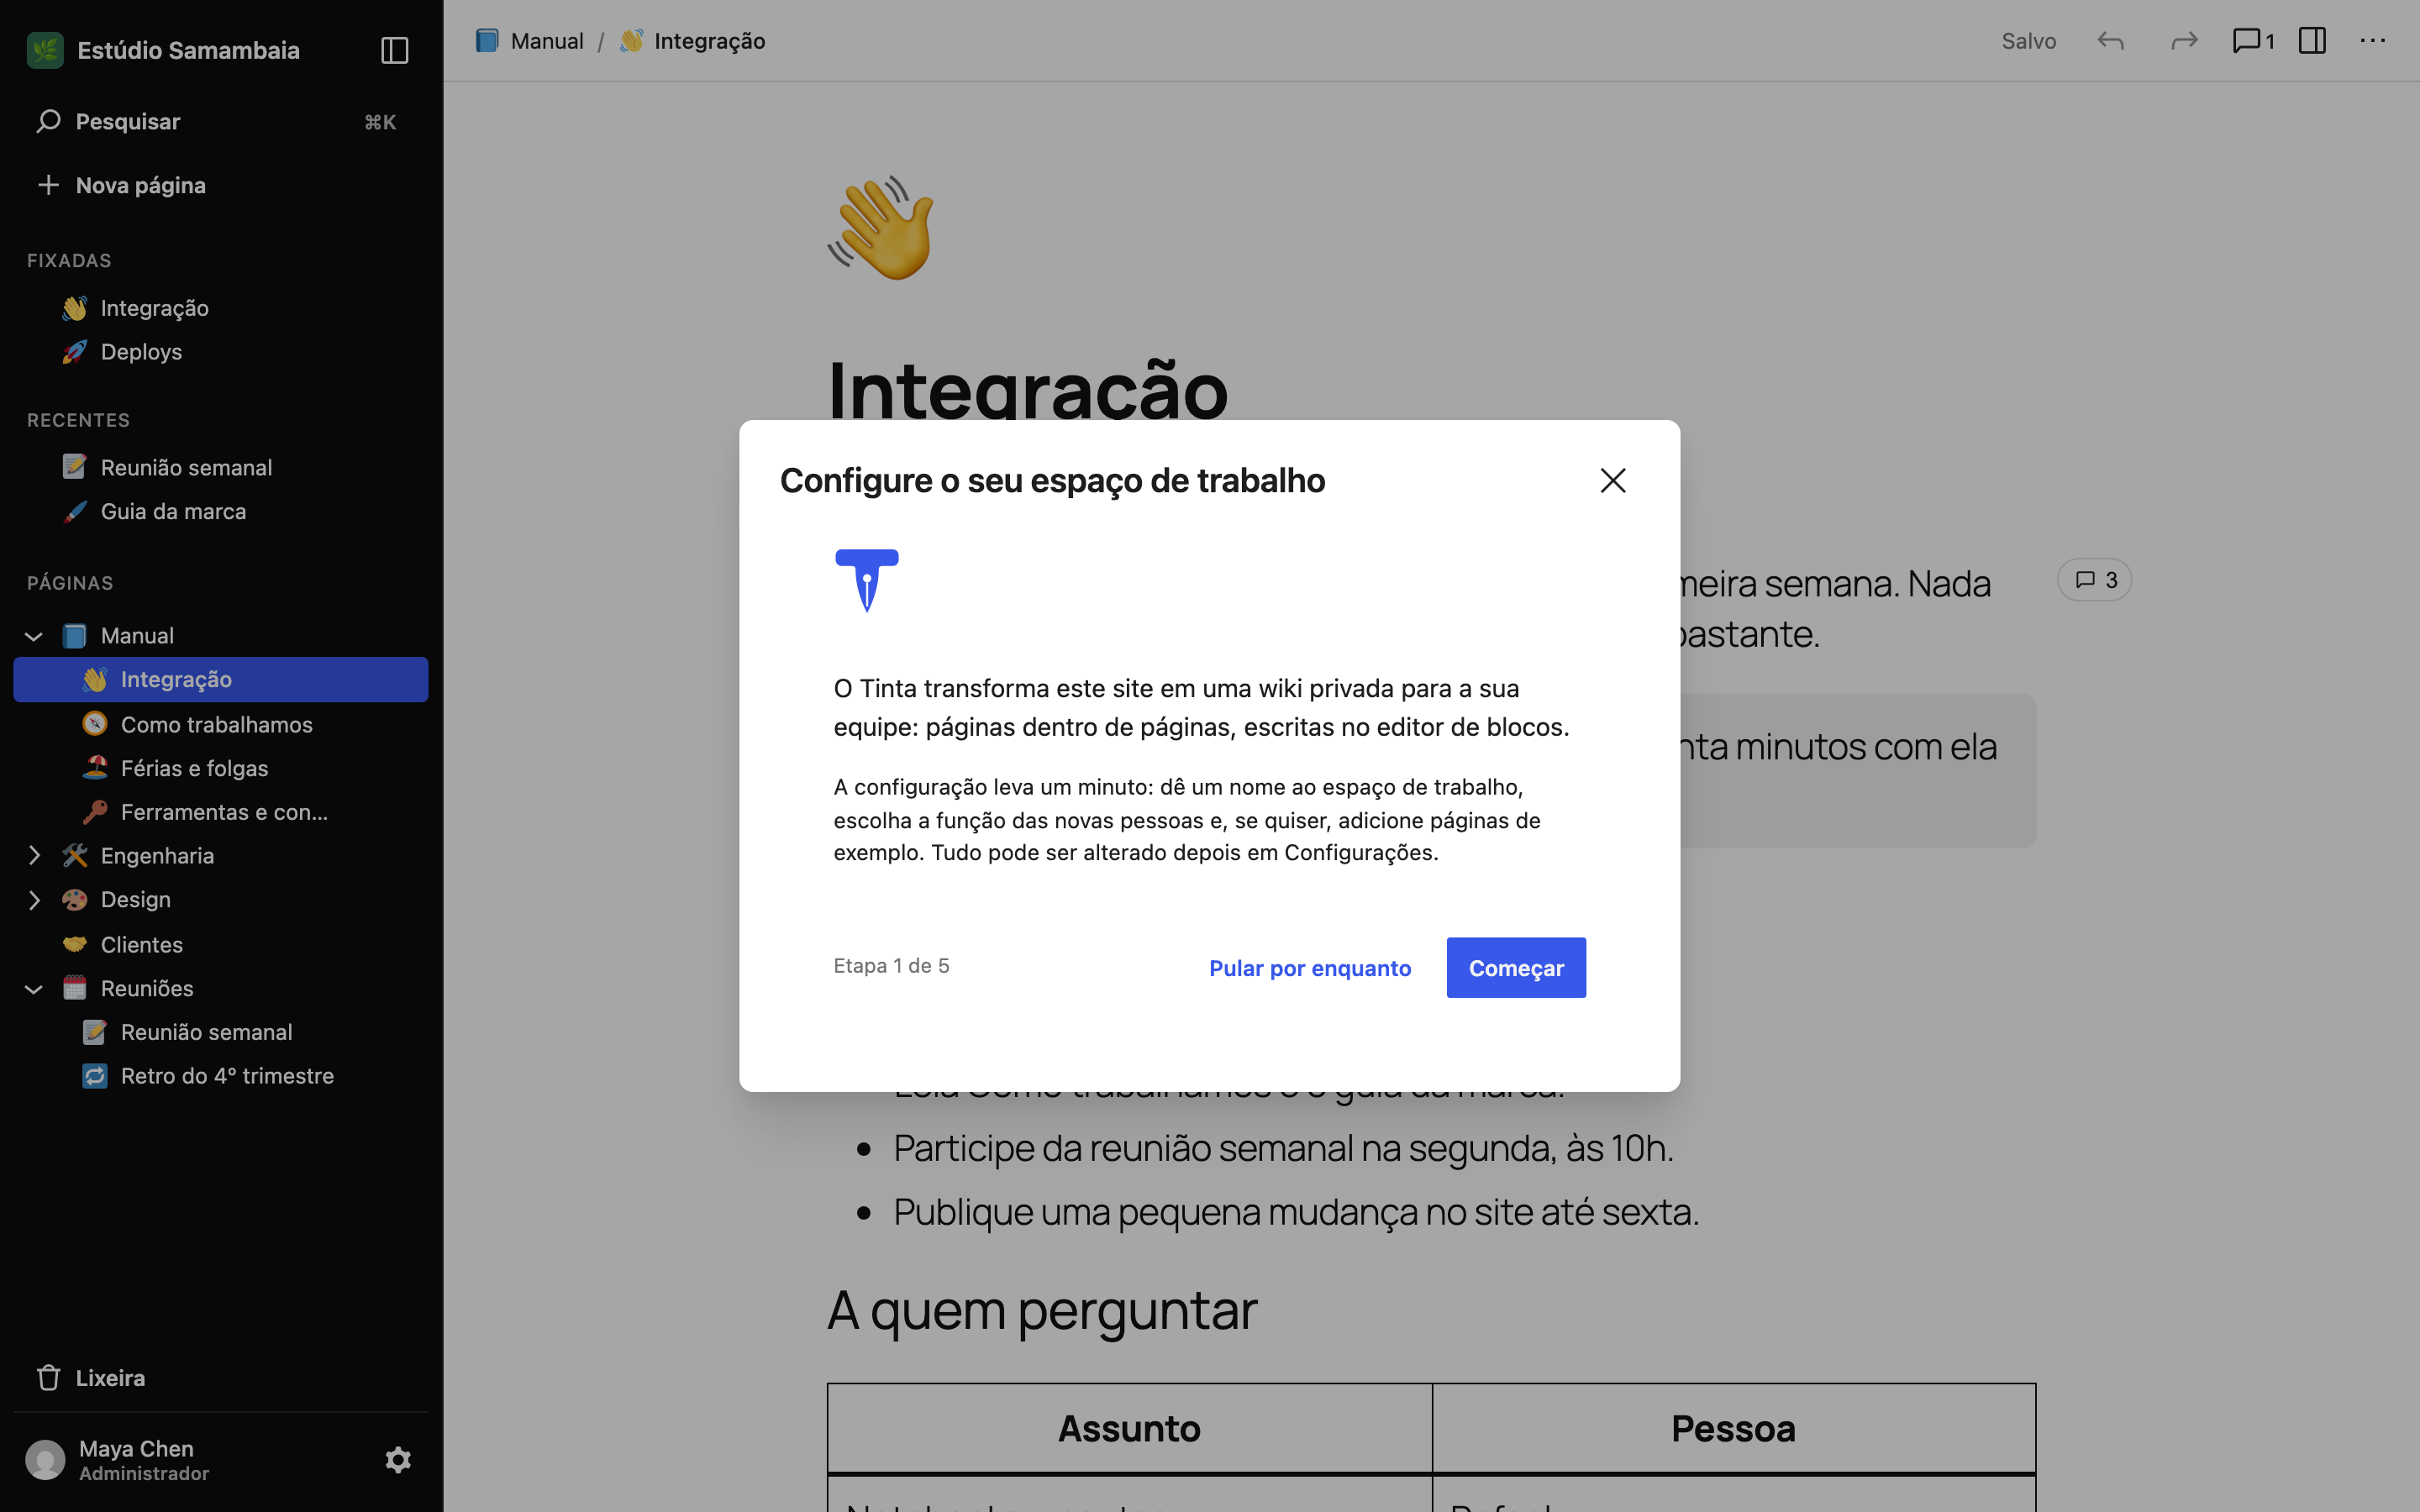 Estúdio Samambaia
Pesquisar ⌘K
Nova página
FIXADAS
Integração
Deploys
RECENTES
Reunião semanal
Guia da marca
PÁGINAS
Manual
Integração
Como trabalhamos
Férias e folgas
Ferramentas e con...
Engenharia
Design
Clientes
Reuniões
Reunião semanal
Retro do 4º trimestre
Lixeira
Maya Chen
Administrador
Manual / Integração
Salvo
1
Integração
meira semana. Nada
3
bastante.
nta minutos com ela
Configure o seu espaço de trabalho
O Tinta transforma este site em uma wiki privada para a sua
equipe: páginas dentro de páginas, escritas no editor de blocos.
A configuração leva um minuto: dê um nome ao espaço de trabalho,
escolha a função das novas pessoas e, se quiser, adicione páginas de
exemplo. Tudo pode ser alterado depois em Configurações.
Etapa 1 de 5
Pular por enquanto
Começar
Leia Como trabalhamos e o guia da marca.
Participe da reunião semanal na segunda, às 10h.
Publique uma pequena mudança no site até sexta.
A quem perguntar
Assunto Pessoa